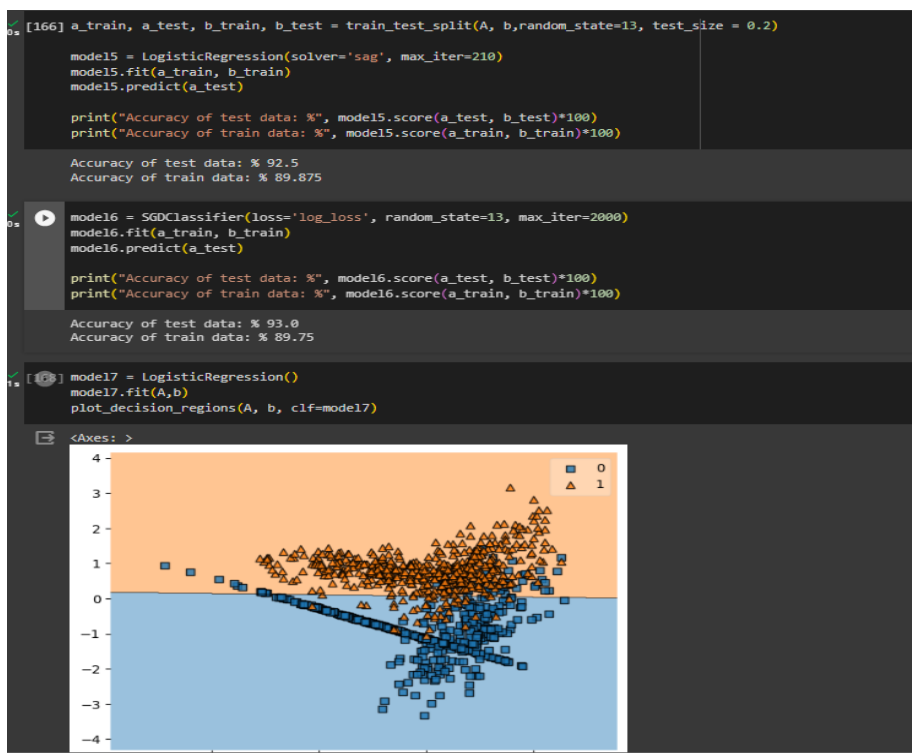 [166] a_train, a_test, b_train, b_test = train_test_split(A, b,random_state=13, test_size = 0.2)
0s
model5 = LogisticRegression(solver='sag', max_iter=210)
model5.fit(a_train, b_train)
model5.predict(a_test)
print("Accuracy of test data: %", model5.score(a_test, b_test)*100)
print("Accuracy of train data: %", model5.score(a_train, b_train)*100)
Accuracy of test data: % 92.5
Accuracy of train data: % 89.875
0s
model6 = SGDClassifier(loss='log_loss', random_state=13, max_iter=2000)
model6.fit(a_train, b_train)
model6.predict(a_test)
print("Accuracy of test data: %", model6.score(a_test, b_test)*100)
print("Accuracy of train data: %", model6.score(a_train, b_train)*100)
Accuracy of test data: % 93.0
Accuracy of train data: % 89.75
1s
model7 = LogisticRegression()
model7.fit(A,b)
plot_decision_regions(A, b, clf=model7)
<Axes: >
4
0
1
3
2
1
0
−1
−2
−3
−4